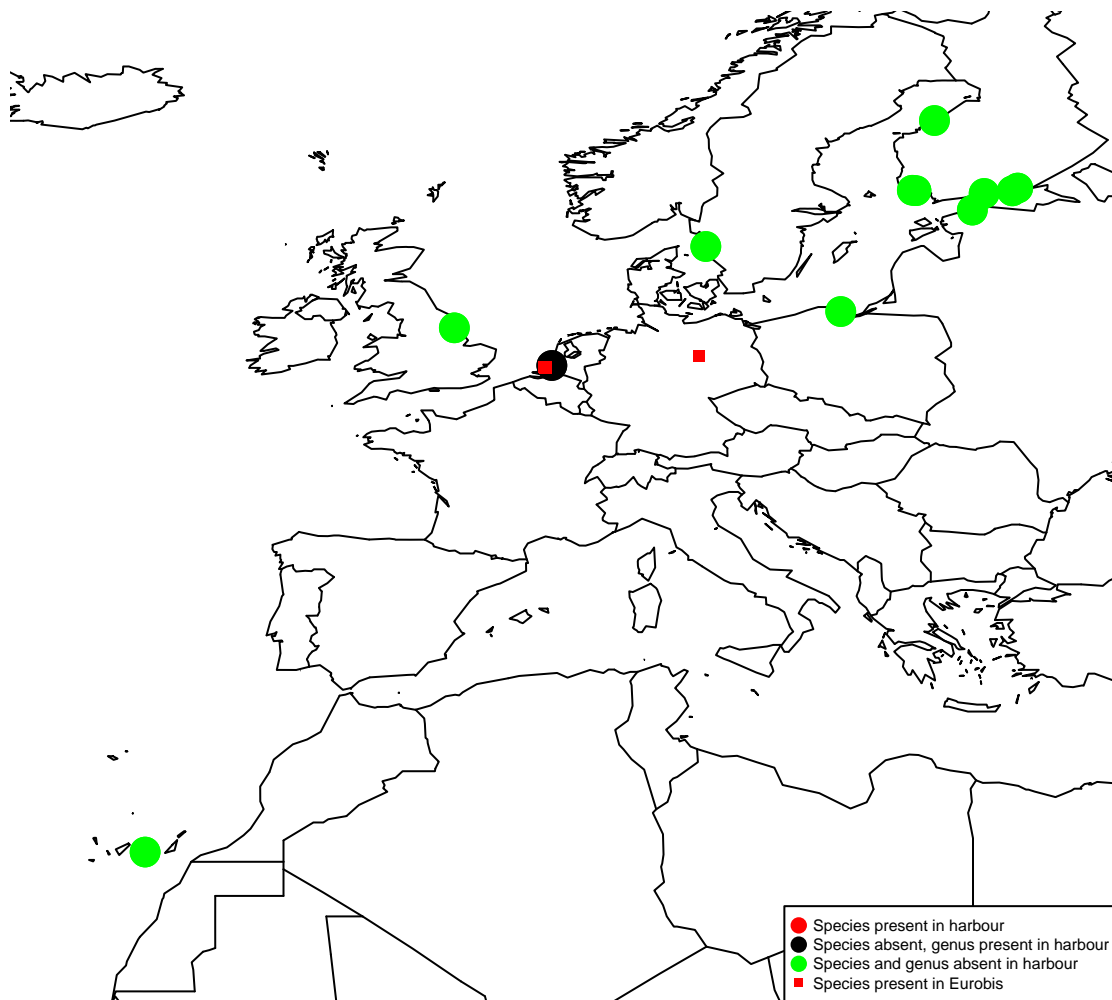 Species present in harbour
Species absent, genus present in harbour
Species and genus absent in harbour
Species present in Eurobis